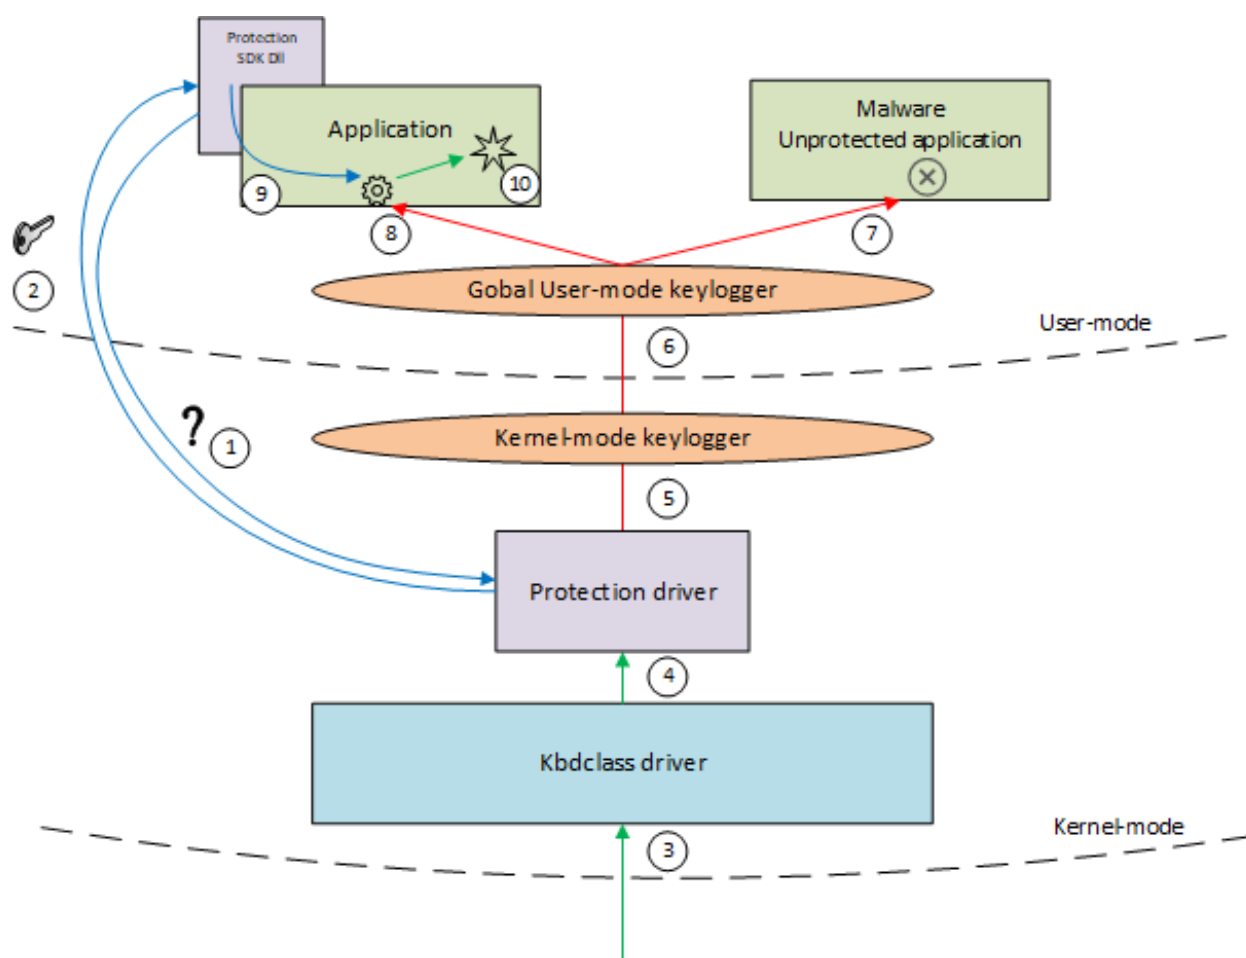 Protection
SDK Dll
Application
Malware
Unprotected application
9
10
8
7
2
Gobal User-mode keylogger
User-mode
6
?
1
Kernel-mode keylogger
5
Protection driver
4
Kbdclass driver
Kernel-mode
3